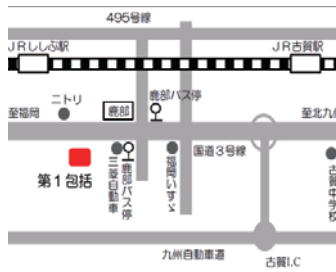 495号線
JRししぶ駅
JR古賀駅
ニトリ
鹿部
鹿部バス停
至福岡
至北九
国道3号線
第1包括
三菱自動車
鹿部バス停
福岡いすゞ
古賀中学校
九州自動車道
古賀I.C